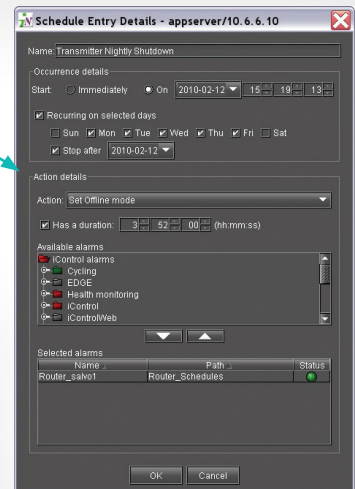 Schedule Entry Details - appserver/10.6.6.10
Name: Transmitter Nightly Shutdown
Occurrence details
Start: Immediately On 2010-02-12 15 19 13
Recurring on selected days
Sun Mon Tue Wed Thu Fri Sat
Stop after 2010-02-12
Action details
Action: Set Offline mode
Has a duration: 3 52 00 (hh:mm:ss)
Available alarms
iControl alarms
Cycling
EDGE
Health monitoring
iControl
iControlWeb
Selected alarms
Name Path Status
Router_salvo1 Router_Schedules
OK Cancel